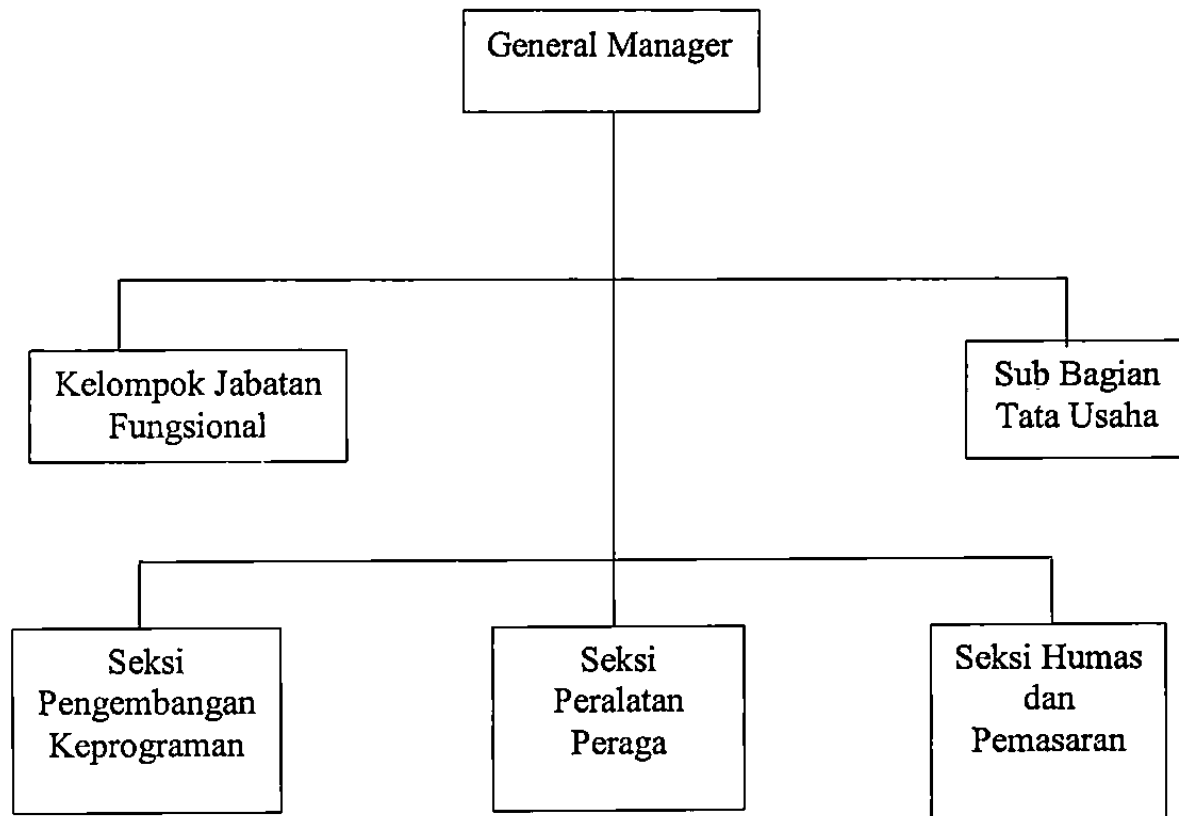 General Manager
Kelompok Jabatan
Fungsional
Sub Bagian
Tata Usaha
Seksi
Pengembangan
Keprograman
Seksi
Peralatan
Peraga
Seksi Humas
dan
Pemasaran